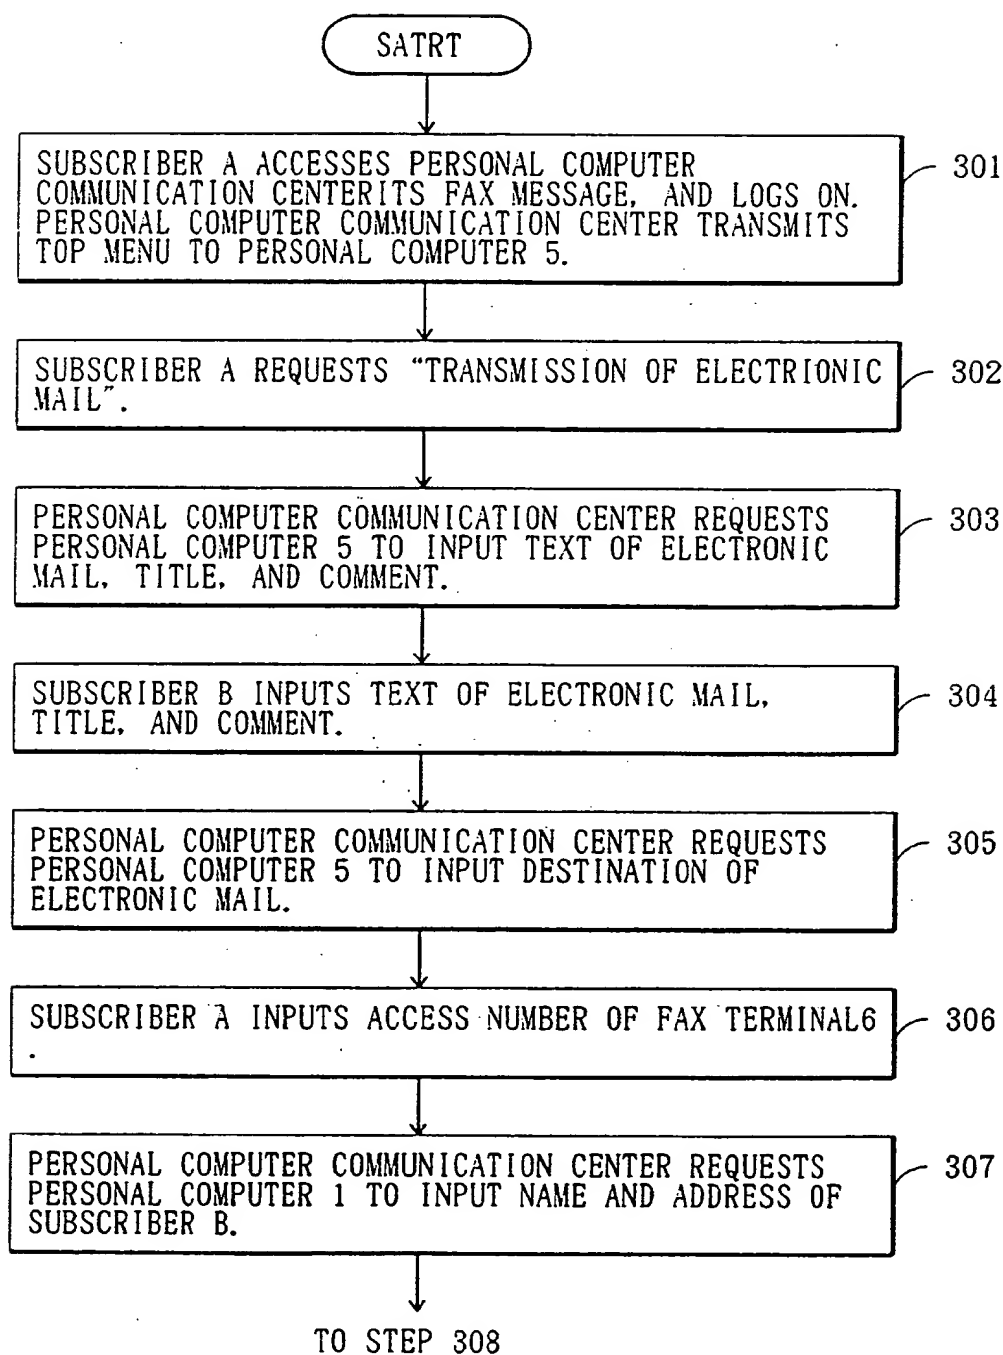 SATRT
SUBSCRIBER A ACCESSES PERSONAL COMPUTER
COMMUNICATION CENTERITS FAX MESSAGE, AND LOGS ON.
PERSONAL COMPUTER COMMUNICATION CENTER TRANSMITS
TOP MENU TO PERSONAL COMPUTER 5.
301
SUBSCRIBER A REQUESTS "TRANSMISSION OF ELECTRIONIC
MAIL".
302
PERSONAL COMPUTER COMMUNICATION CENTER REQUESTS
PERSONAL COMPUTER 5 TO INPUT TEXT OF ELECTRONIC
MAIL, TITLE, AND COMMENT.
303
SUBSCRIBER B INPUTS TEXT OF ELECTRONIC MAIL,
TITLE, AND COMMENT.
304
PERSONAL COMPUTER COMMUNICATION CENTER REQUESTS
PERSONAL COMPUTER 5 TO INPUT DESTINATION OF
ELECTRONIC MAIL.
305
SUBSCRIBER A INPUTS ACCESS NUMBER OF FAX TERMINAL6
.
306
PERSONAL COMPUTER COMMUNICATION CENTER REQUESTS
PERSONAL COMPUTER 1 TO INPUT NAME AND ADDRESS OF
SUBSCRIBER B.
307
TO STEP 308